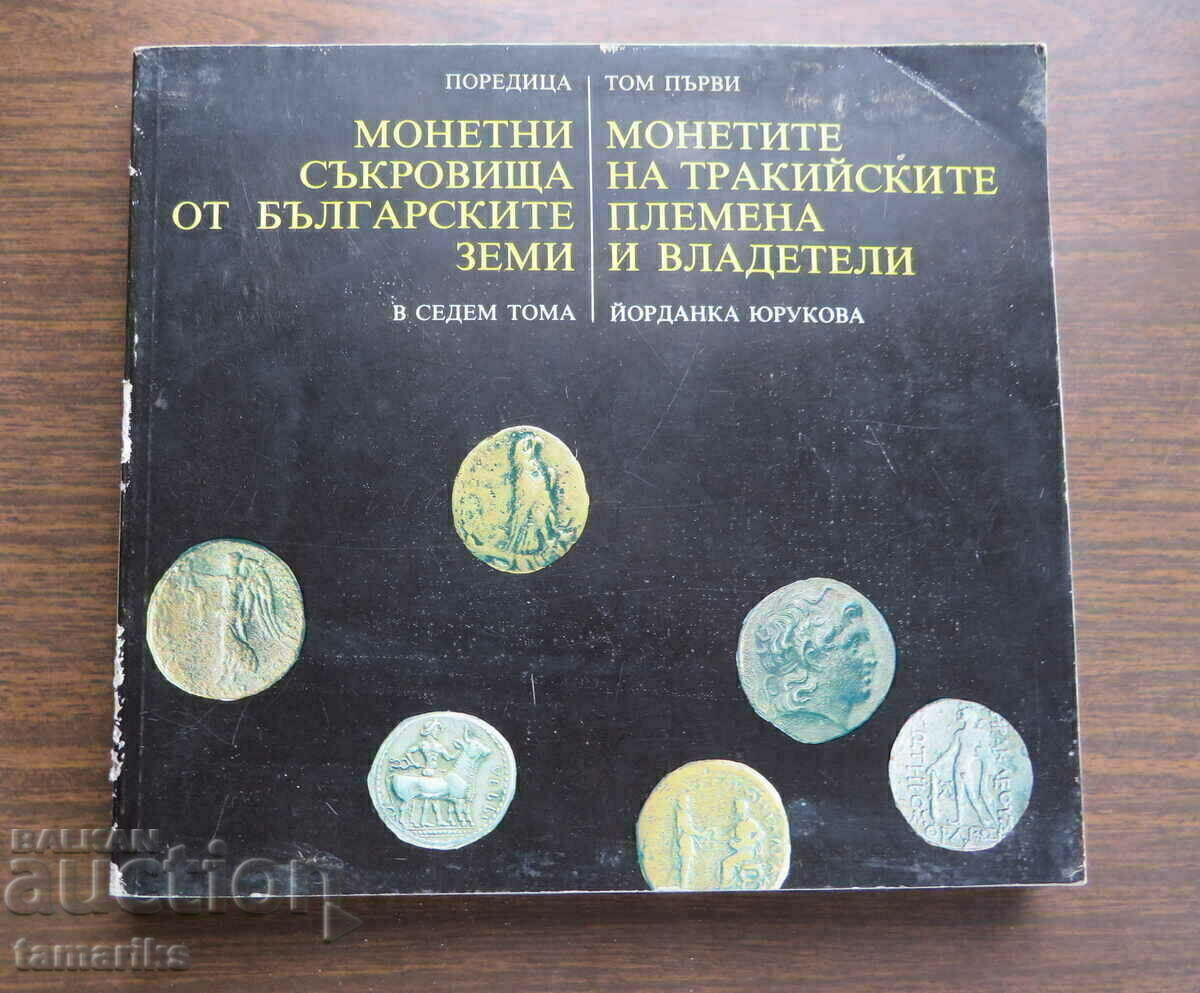 ПОРЕДИЦА
МОНЕТНИ
СЪКРОВИЩА
ОТ БЪЛГАРСКИТЕ
ЗЕМИ
В СЕДЕМ ТОМА
ТОМ ПЪРВИ
МОНЕТИТЕ
НА ТРАКИЙСКИТЕ
ПЛЕМЕНА
И ВЛАДЕТЕЛИ
ЙОРДАНКА ЮРУКОВА
BALKAN
auction
tamariks